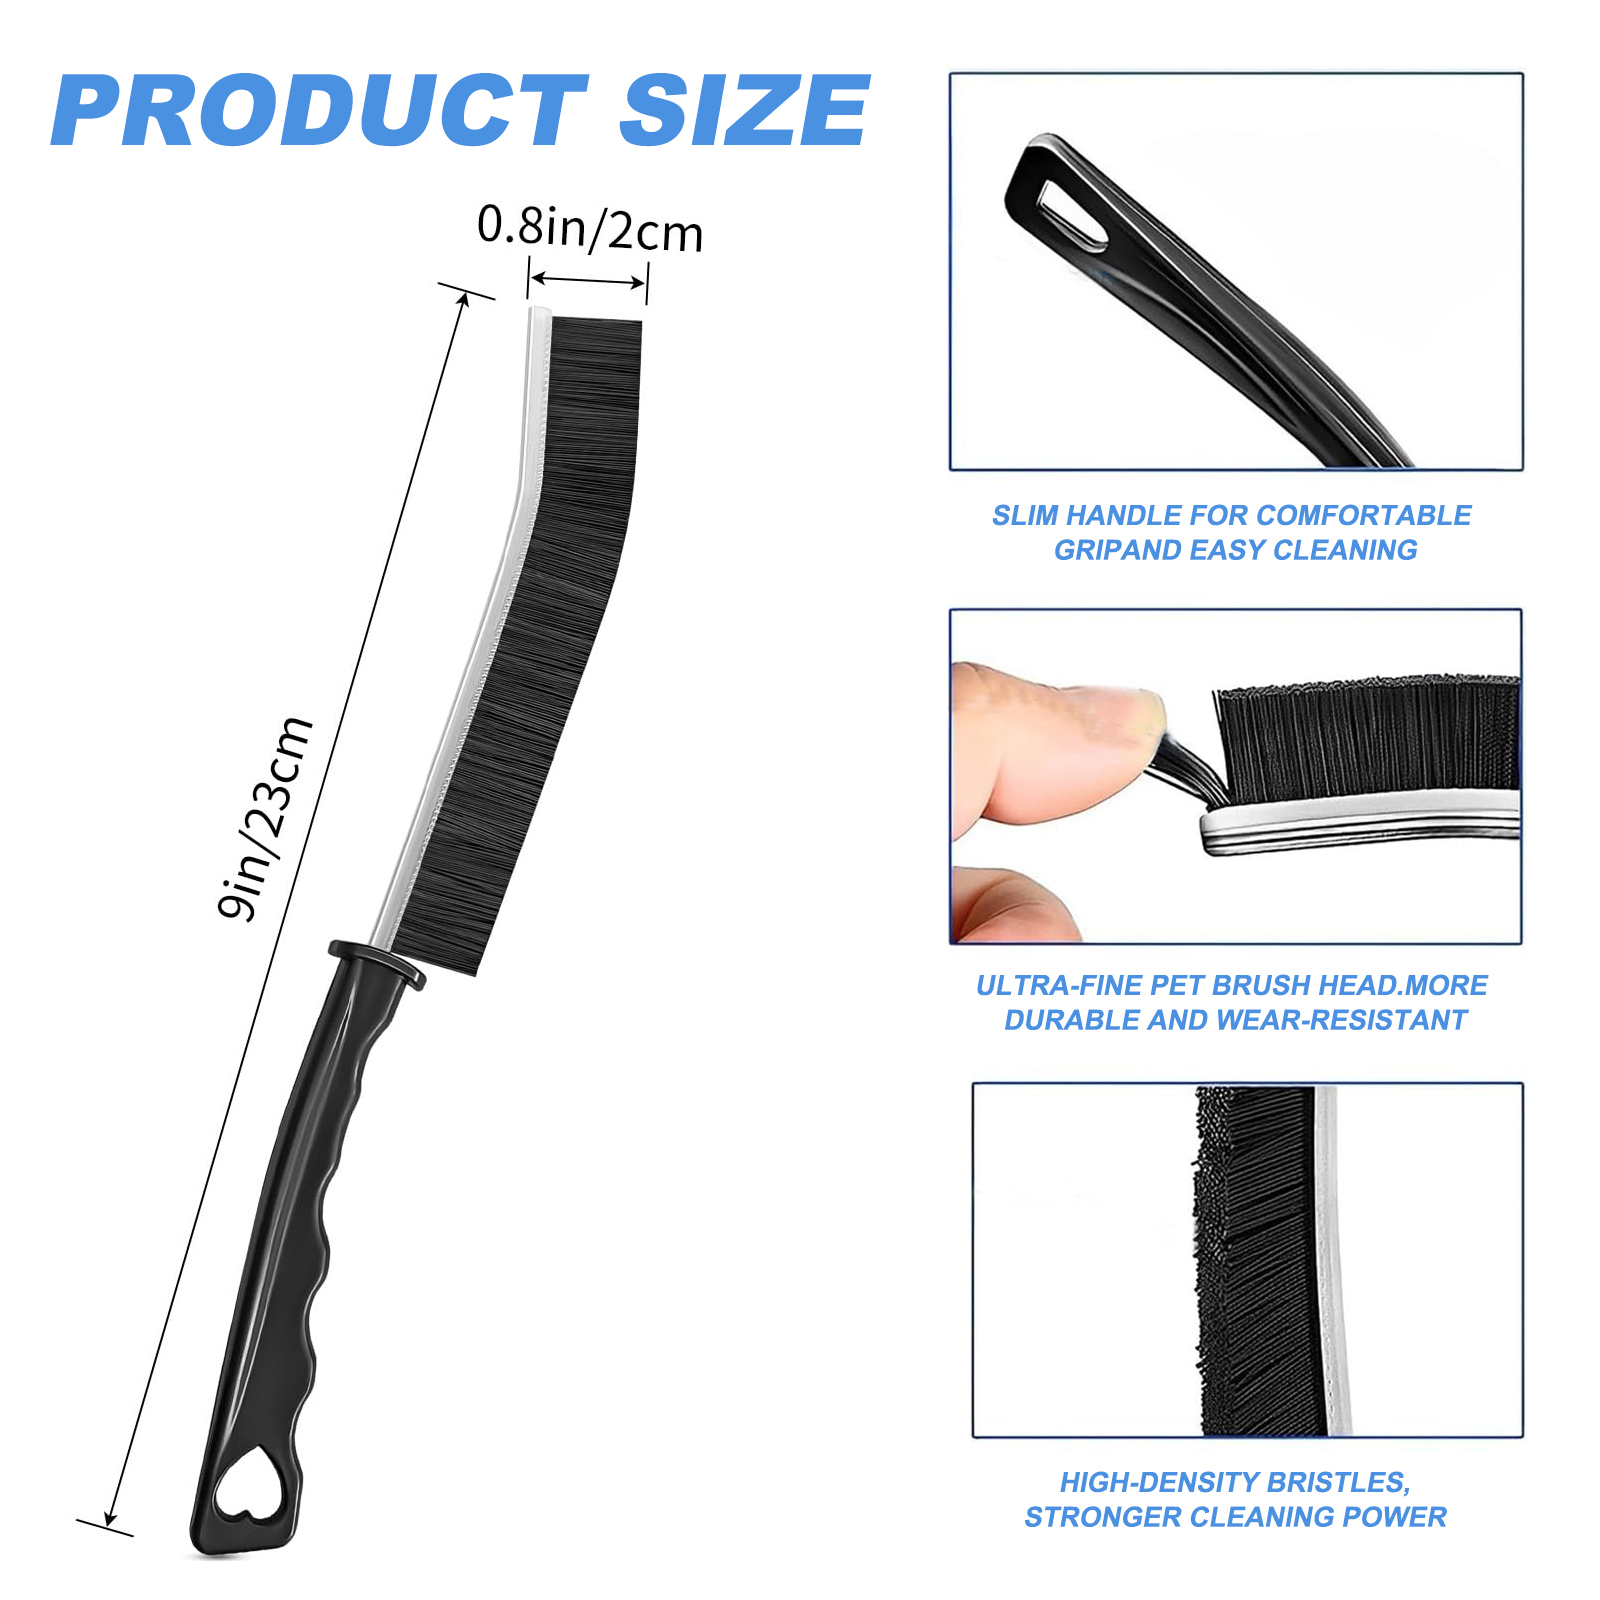 PRODUCT SIZE
0.8in/2cm
9in/23cm
SLIM HANDLE FOR COMFORTABLE
GRIPAND EASY CLEANING
ULTRA-FINE PET BRUSH HEAD.MORE
DURABLE AND WEAR-RESISTANT
HIGH-DENSITY BRISTLES,
STRONGER CLEANING POWER